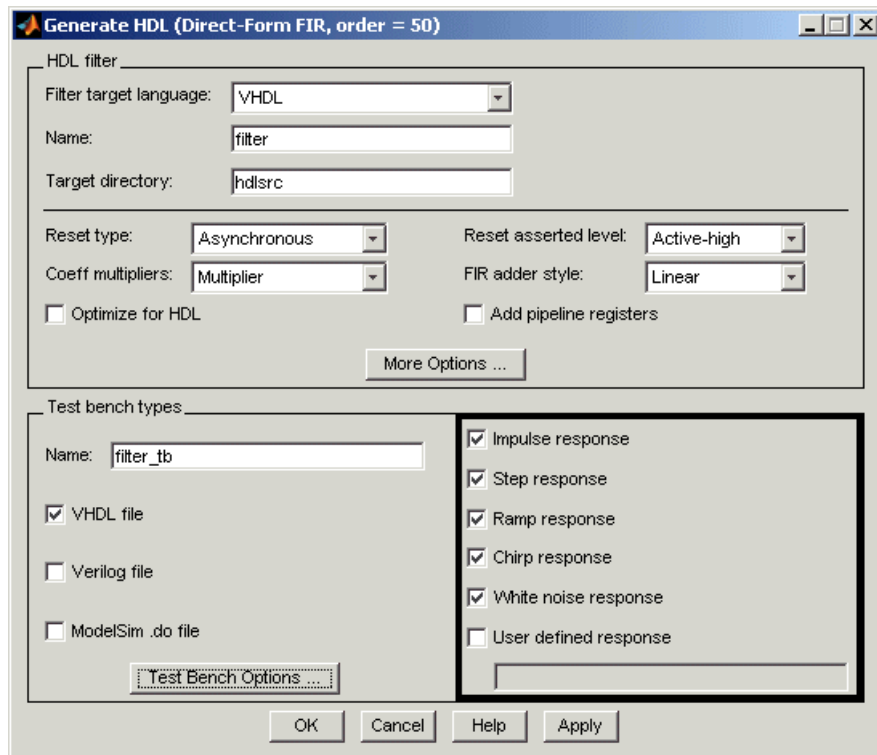 Generate HDL (Direct-Form FIR, order = 50)
HDL filter
Filter target language: VHDL
Name: filter
Target directory: hdlsrc
Reset type: Asynchronous Reset asserted level: Active-high
Coeff multipliers: Multiplier FIR adder style: Linear
Optimize for HDL Add pipeline registers
More Options ...
Test bench types
Name: filter_tb
VHDL file
Verilog file
ModelSim .do file
Test Bench Options ...
Impulse response
Step response
Ramp response
Chirp response
White noise response
User defined response
OK Cancel Help Apply